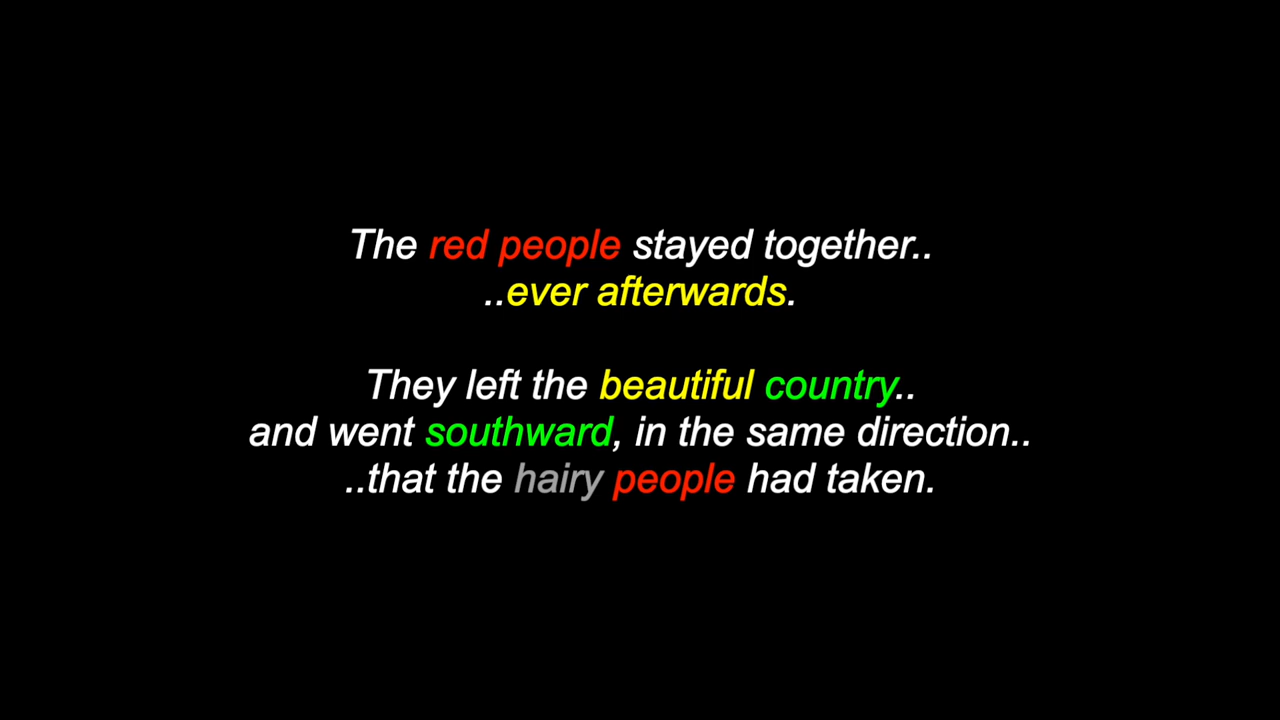 The red people stayed together..
..ever afterwards.
They left the beautiful country..
and went southward, in the same direction..
..that the hairy people had taken.